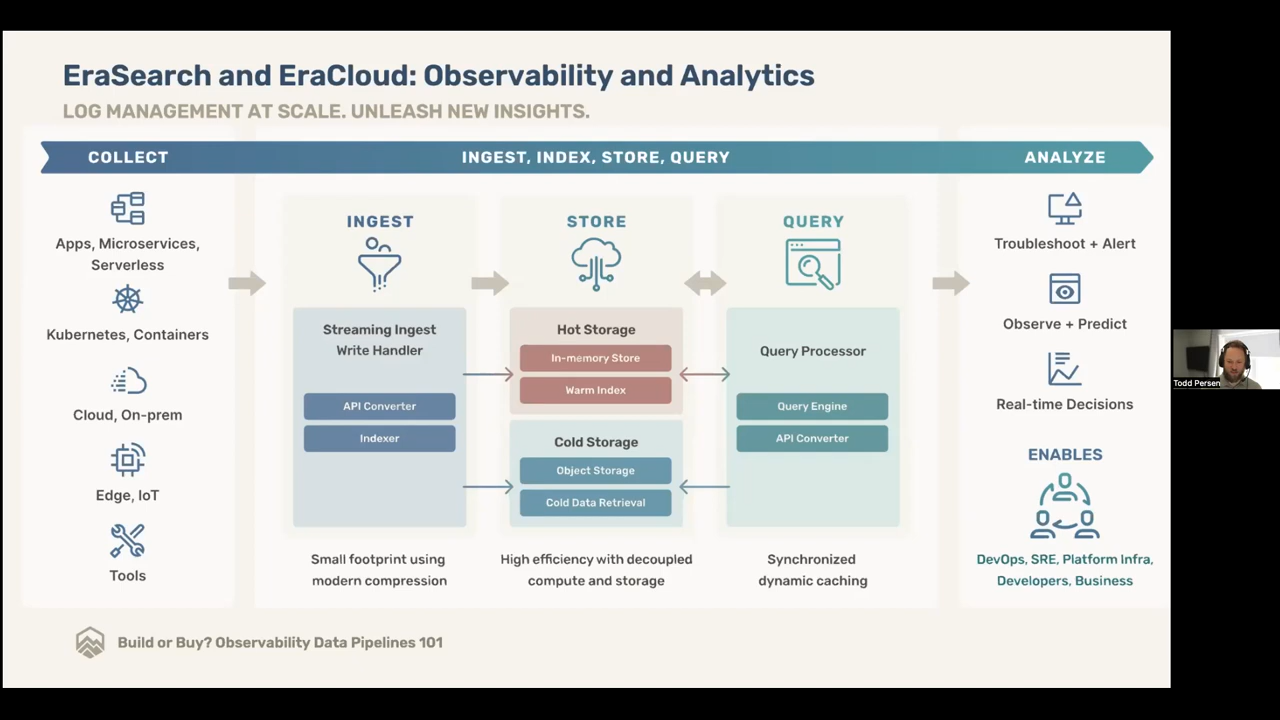 EraSearch and EraCloud: Observability and Analytics
LOG MANAGEMENT AT SCALE. UNLEASH NEW INSIGHTS.
COLLECT
INGEST, INDEX, STORE, QUERY
ANALYZE
Apps, Microservices,
Serverless
Kubernetes, Containers
Cloud, On-prem
Edge, IoT
Tools
INGEST
Streaming Ingest
Write Handler
API Converter
Indexer
Small footprint using
modern compression
STORE
Hot Storage
In-memory Store
Warm Index
Cold Storage
Object Storage
Cold Data Retrieval
High efficiency with decoupled
compute and storage
QUERY
Query Processor
Query Engine
API Converter
Synchronized
dynamic caching
Troubleshoot + Alert
Observe + Predict
Real-time Decisions
ENABLES
DevOps, SRE, Platform Infra,
Developers, Business
Todd Persen
Build or Buy? Observability Data Pipelines 101